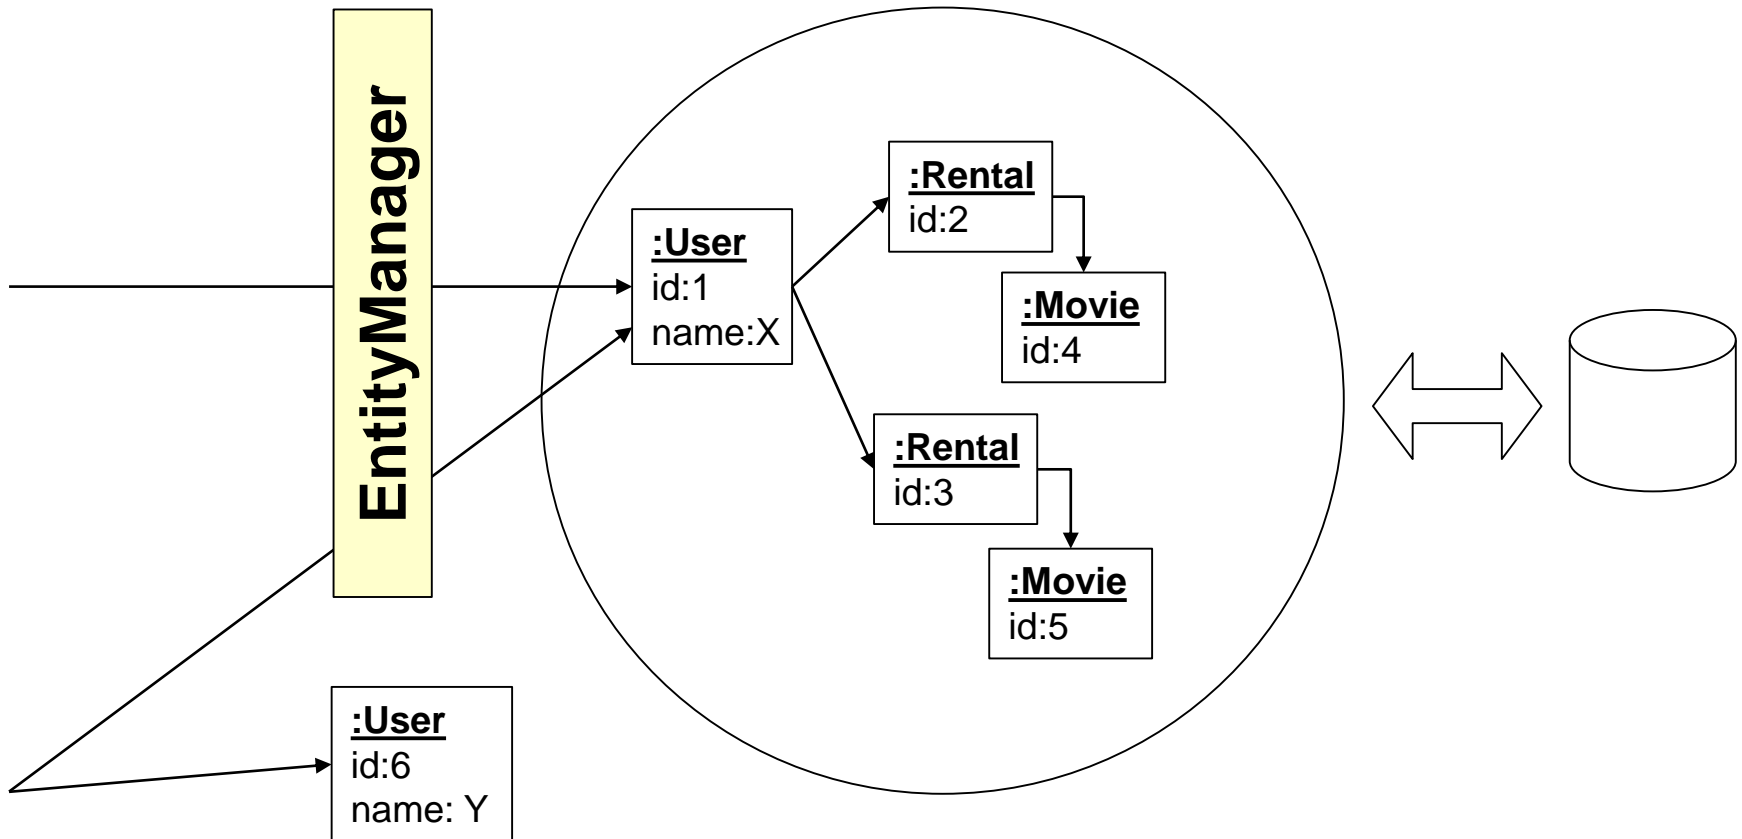 EntityManager
:User
id:1
name:X
:Rental
id:2
:Movie
id:4
:Rental
id:3
:Movie
id:5
:User
id:6
name: Y